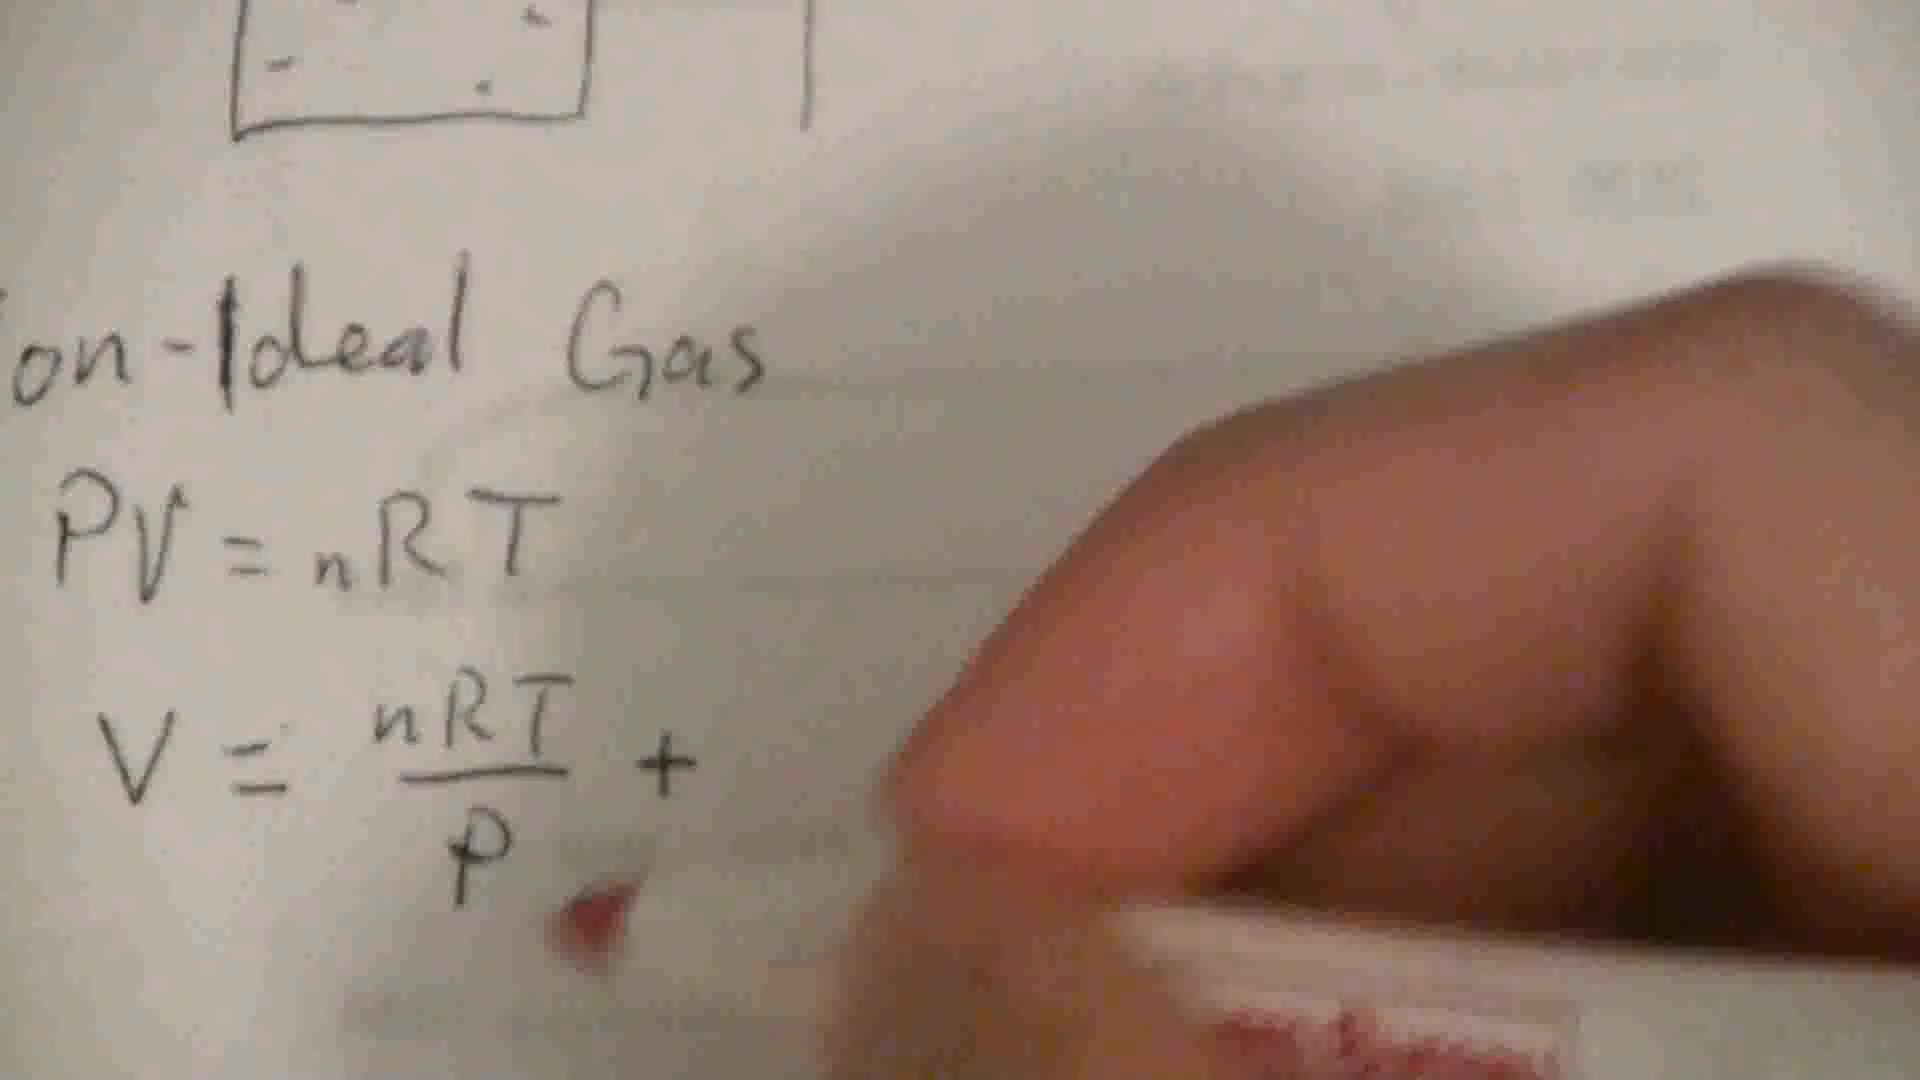 on-Ideal Gas
PV = nRT
V = nRT/P +